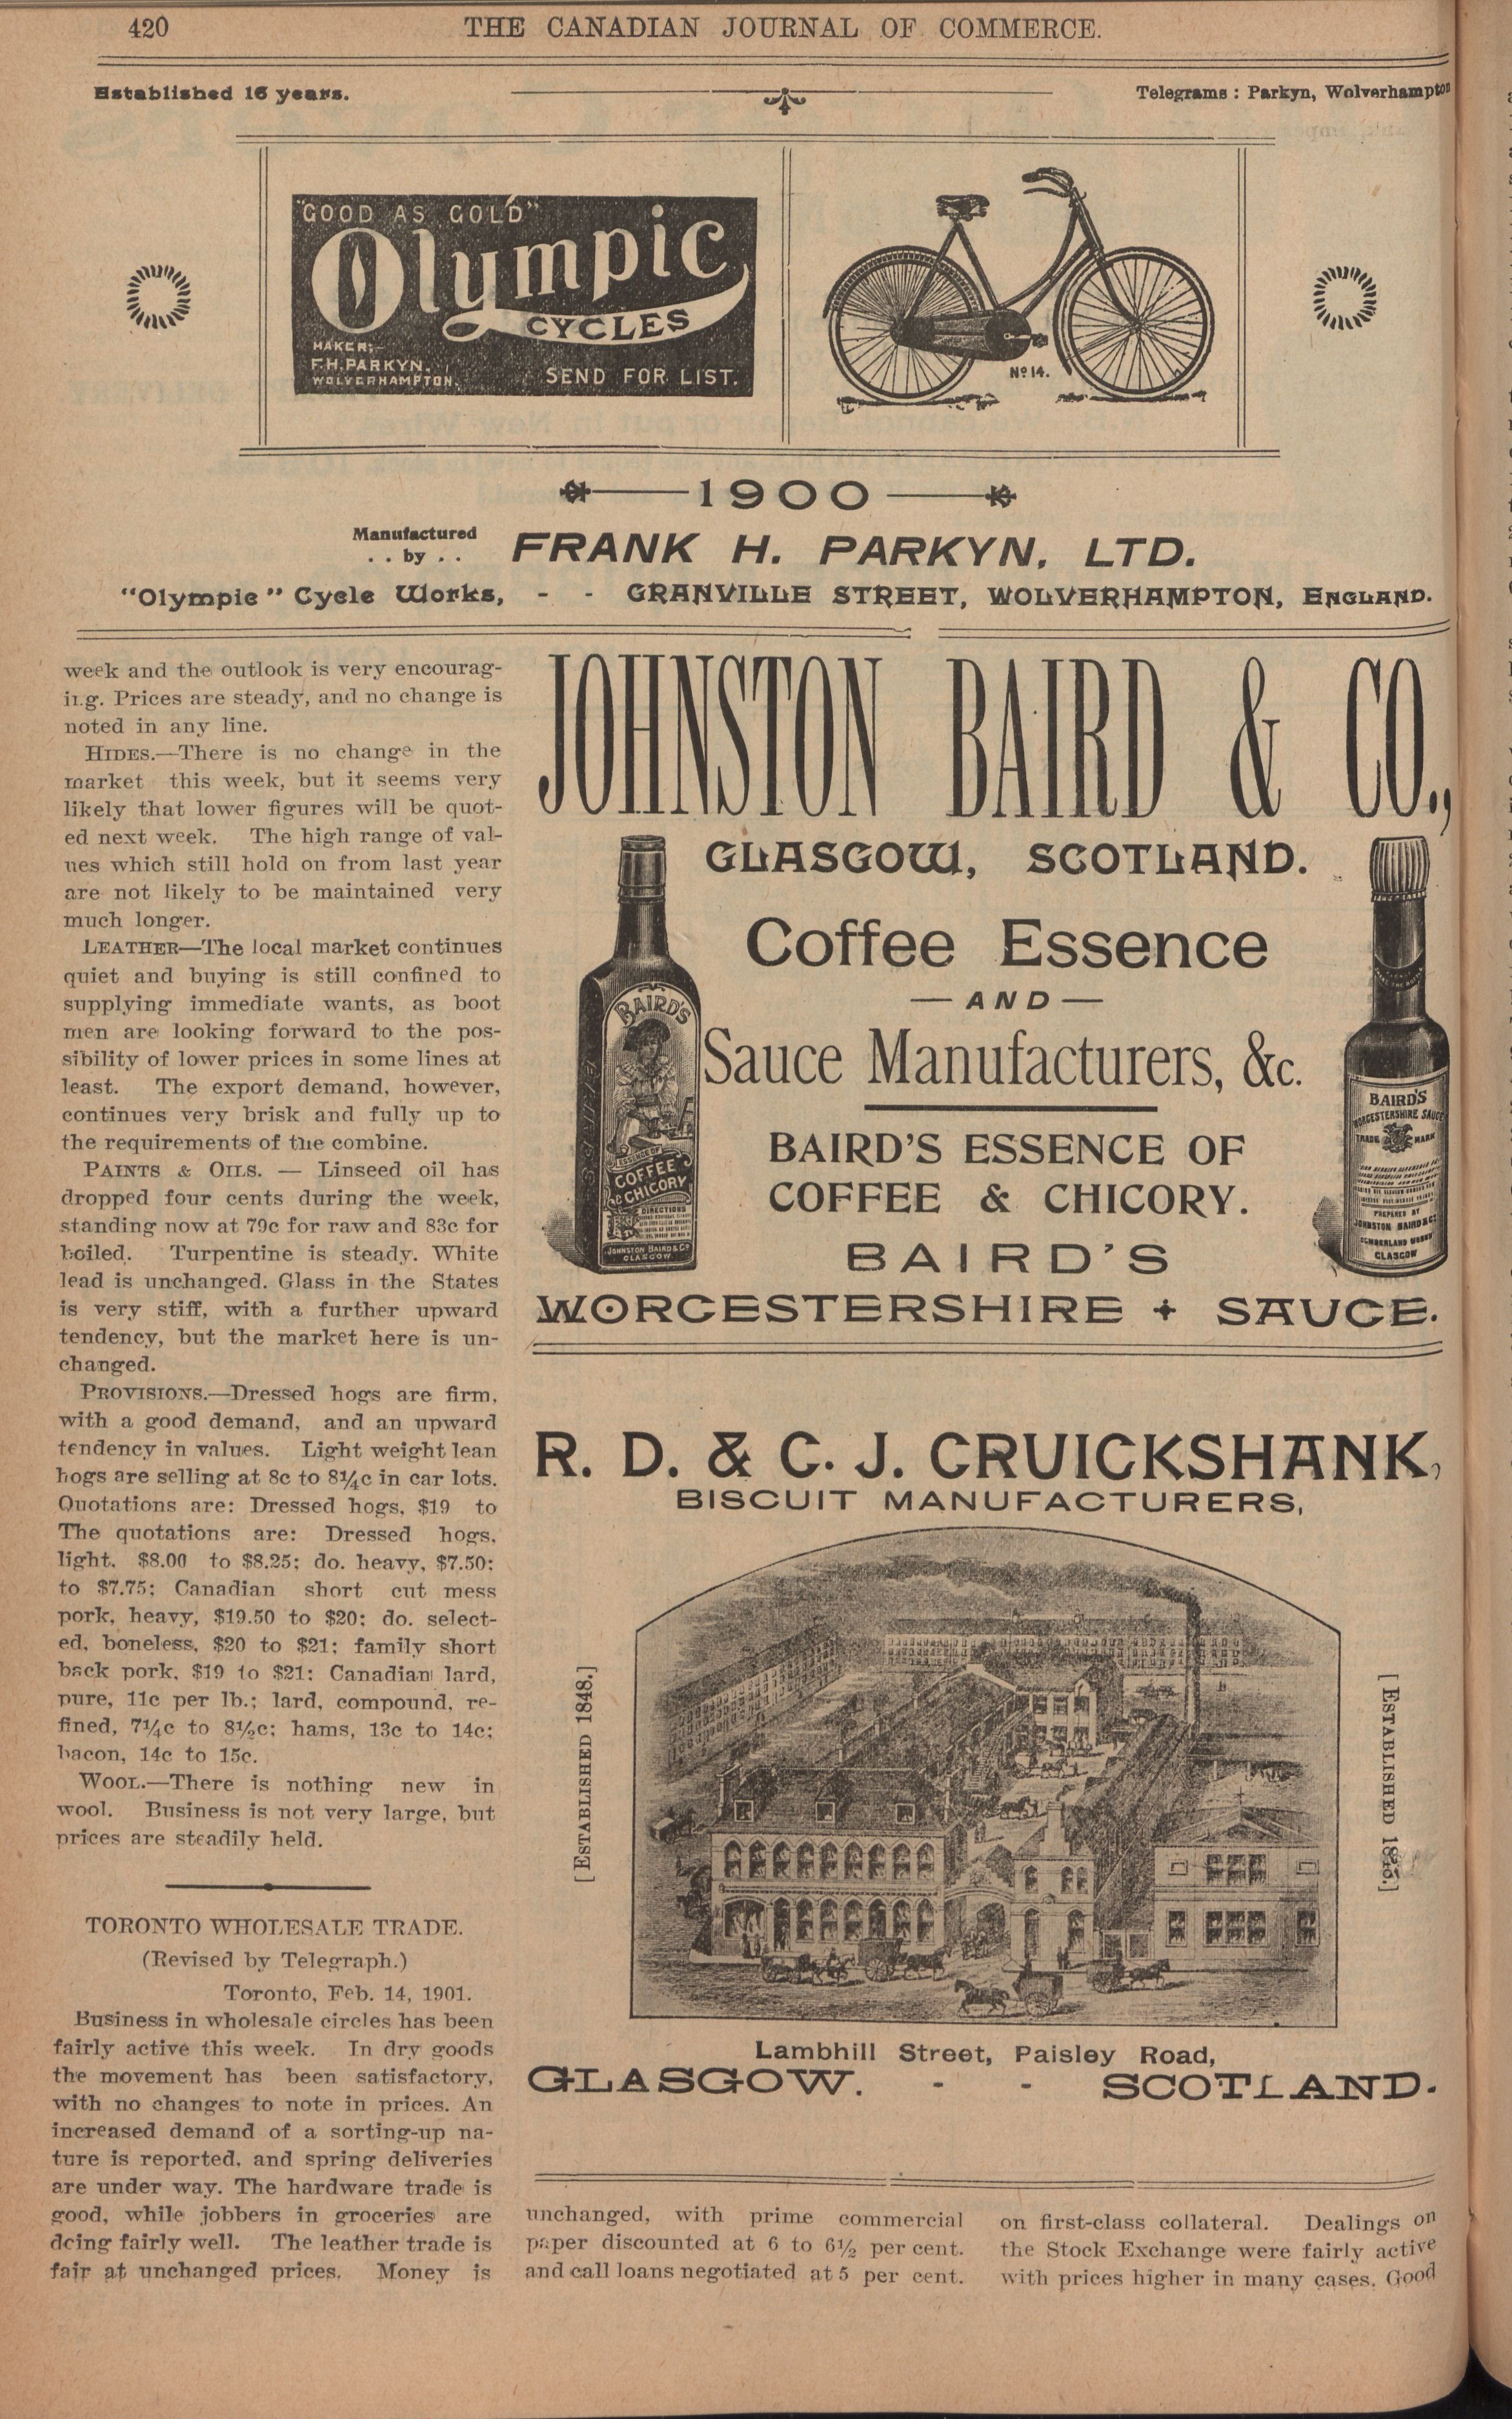 420
THE CANADIAN JOURNAL OF COMMERCE.
Established 16 years.
Telegrams : Parkyn, Wolverhampton
"GOOD AS GOLD"
Olympic
CYCLES
MAKER:-
F.H. PARKYN.
WOLVERHAMPTON.
SEND FOR LIST.
Nº 14.
1900
Manufactured
. . by . .
FRANK H. PARKYN, LTD.
"Olympic" Cycle Works, - - GRANVILLE STREET, WOLVERHAMPTON, ENGLAND.
week and the outlook is very encourag-
ing. Prices are steady, and no change is
noted in any line.
HIDES.—There is no change in the
market this week, but it seems very
likely that lower figures will be quot-
ed next week. The high range of val-
ues which still hold on from last year
are not likely to be maintained very
much longer.
LEATHER—The local market continues
quiet and buying is still confined to
supplying immediate wants, as boot
men are looking forward to the pos-
sibility of lower prices in some lines at
least. The export demand, however,
continues very brisk and fully up to
the requirements of the combine.
PAINTS & OILS. — Linseed oil has
dropped four cents during the week,
standing now at 79c for raw and 83c for
boiled. Turpentine is steady. White
lead is unchanged. Glass in the States
is very stiff, with a further upward
tendency, but the market here is un-
changed.
PROVISIONS.—Dressed hogs are firm,
with a good demand, and an upward
tendency in values. Light weight lean
hogs are selling at 8c to 8¼c in car lots.
Quotations are: Dressed hogs, $19 to
The quotations are: Dressed hogs,
light, $8.00 to $8.25; do. heavy, $7.50;
to $7.75; Canadian short cut mess
pork, heavy, $19.50 to $20; do. select-
ed, boneless, $20 to $21; family short
back pork, $19 to $21; Canadian lard,
pure, 11c per lb.; lard, compound, re-
fined, 7¼c to 8½c; hams, 13c to 14c;
bacon, 14c to 15c.
WOOL.—There is nothing new in
wool. Business is not very large, but
prices are steadily held.
TORONTO WHOLESALE TRADE.
(Revised by Telegraph.)
Toronto, Feb. 14, 1901.
Business in wholesale circles has been
fairly active this week. In dry goods
the movement has been satisfactory,
with no changes to note in prices. An
increased demand of a sorting-up na-
ture is reported, and spring deliveries
are under way. The hardware trade is
good, while jobbers in groceries are
doing fairly well. The leather trade is
fair at unchanged prices. Money is
JOHNSTON BAIRD & CO.,
GLASGOW, SCOTLAND.
Coffee Essence
— AND —
Sauce Manufacturers, &c.
BAIRD'S ESSENCE OF
COFFEE & CHICORY.
BAIRD'S
WORCESTERSHIRE + SAUCE.
BAIRD'S
ESSENCE OF
COFFEE
& CHICORY
DIRECTIONS
JOHNSTON BAIRD & Co
GLASGOW.
BAIRD'S
WORCESTERSHIRE SAUCE
TRADE MARK
PREPARED BY
JOHNSTON BAIRD & Co
CUMBERLAND WORKS
GLASGOW
R. D. & C. J. CRUICKSHANK,
BISCUIT MANUFACTURERS,
[ESTABLISHED 1848.]
[ESTABLISHED 1848.]
Lambhill Street, Paisley Road,
GLASGOW. - - SCOTLAND.
unchanged, with prime commercial
paper discounted at 6 to 6½ per cent.
and call loans negotiated at 5 per cent.
on first-class collateral. Dealings on
the Stock Exchange were fairly active
with prices higher in many cases. Good